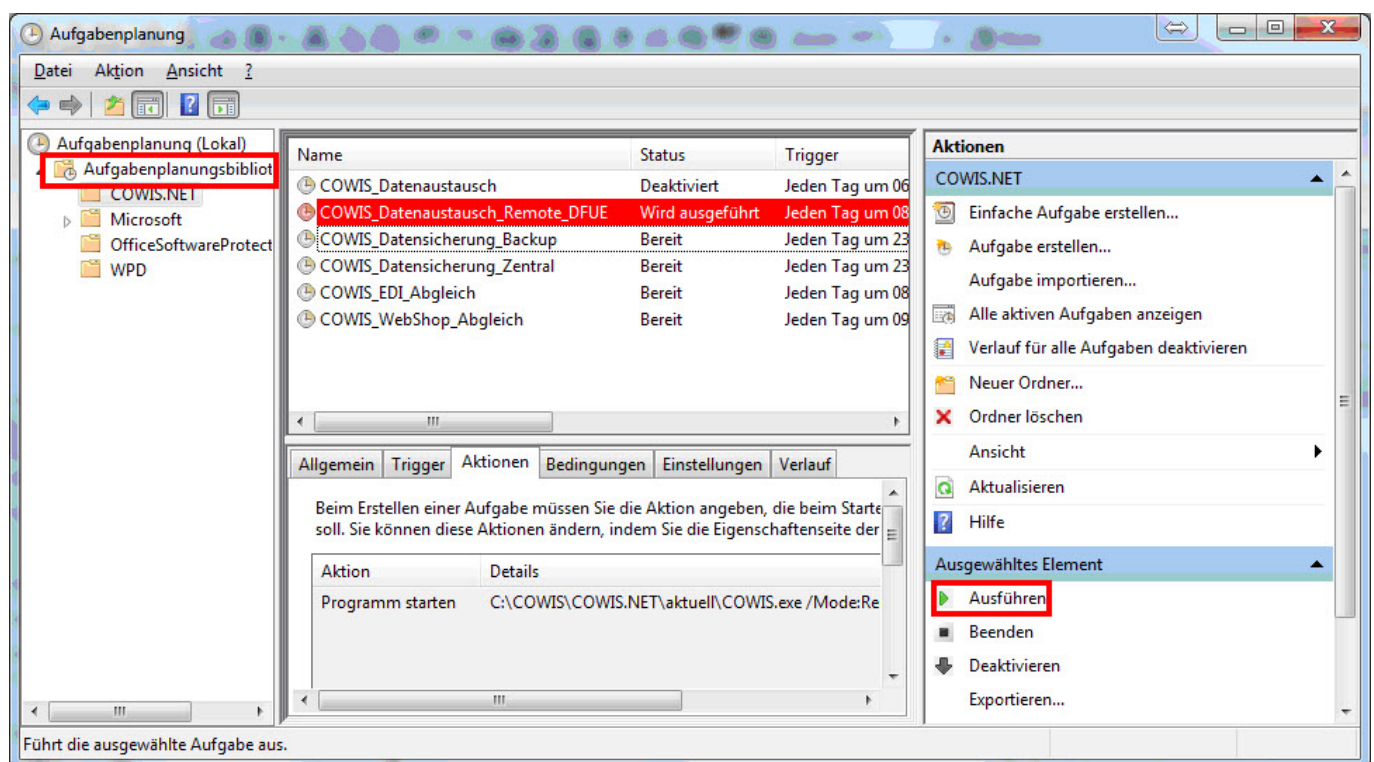 Aufgabenplanung
Datei Aktion Ansicht ?
Aufgabenplanung (Lokal)
Aufgabenplanungsbibliot
COWIS.NET
Microsoft
OfficeSoftwareProtect
WPD
Name Status Trigger
COWIS_Datenaustausch Deaktiviert Jeden Tag um 06
COWIS_Datenaustausch_Remote_DFUE Wird ausgeführt Jeden Tag um 08
COWIS_Datensicherung_Backup Bereit Jeden Tag um 23
COWIS_Datensicherung_Zentral Bereit Jeden Tag um 23
COWIS_EDI_Abgleich Bereit Jeden Tag um 08
COWIS_WebShop_Abgleich Bereit Jeden Tag um 09
Allgemein Trigger Aktionen Bedingungen Einstellungen Verlauf
Beim Erstellen einer Aufgabe müssen Sie die Aktion angeben, die beim Starte
soll. Sie können diese Aktionen ändern, indem Sie die Eigenschaftenseite der
Aktion Details
Programm starten C:\COWIS\COWIS.NET\aktuell\COWIS.exe /Mode:Re
Aktionen
COWIS.NET
Einfache Aufgabe erstellen...
Aufgabe erstellen...
Aufgabe importieren...
Alle aktiven Aufgaben anzeigen
Verlauf für alle Aufgaben deaktivieren
Neuer Ordner...
Ordner löschen
Ansicht
Aktualisieren
Hilfe
Ausgewähltes Element
Ausführen
Beenden
Deaktivieren
Exportieren...
Führt die ausgewählte Aufgabe aus.